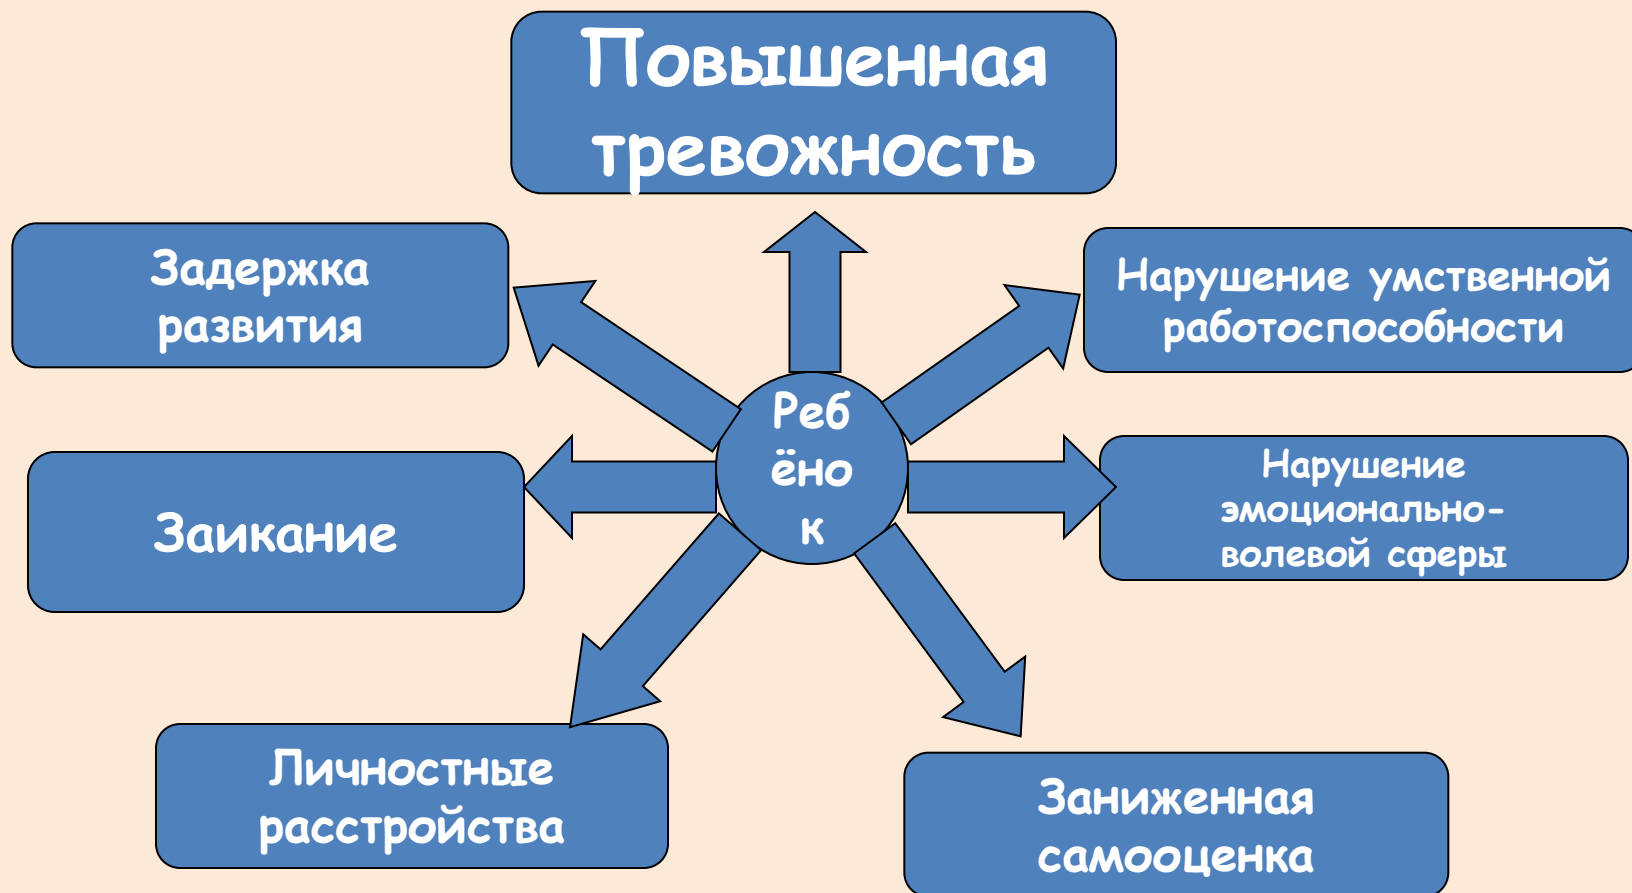 Повышенная
тревожность
Задержка
развития
Нарушение умственной
работоспособности
Реб
ёно
к
Заикание
Нарушение
эмоционально-
волевой сферы
Личностные
расстройства
Заниженная
самооценка